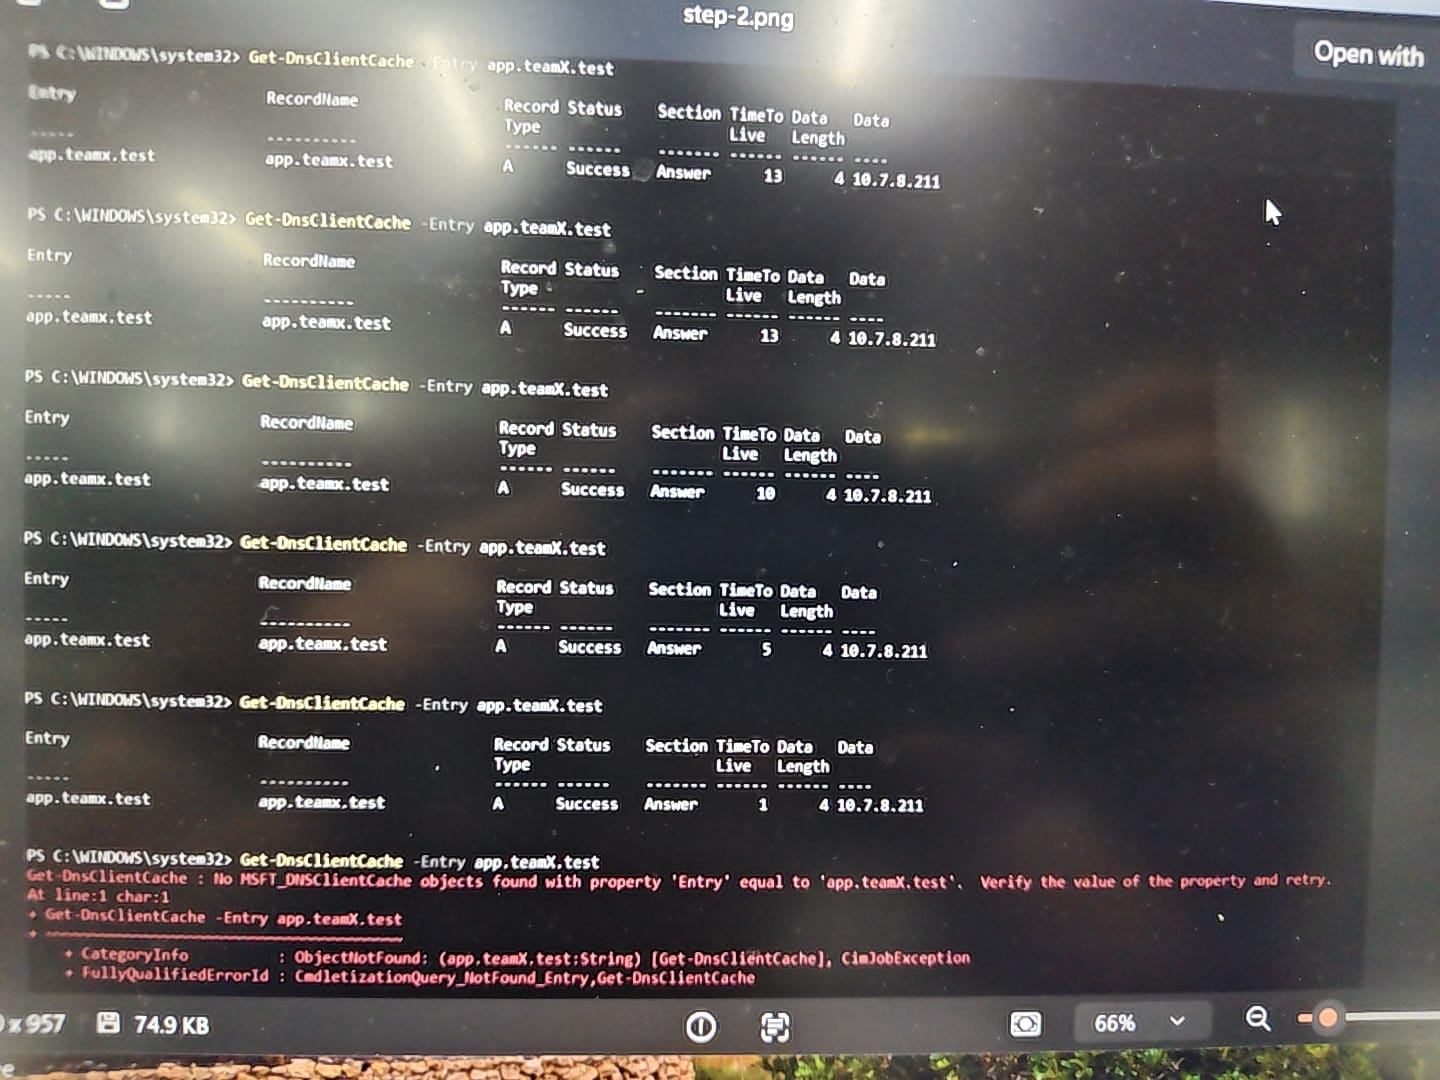 step-2.png
Open with
PS C:\WINDOWS\system32> Get-DnsClientCache -Entry app.teamX.test
Entry RecordName Record Status Section TimeTo Data Data
Type Live Length
----- ---------- ------ ------ ------- ------ ------ ----
app.teamx.test app.teamx.test A Success Answer 13 4 10.7.8.211
PS C:\WINDOWS\system32> Get-DnsClientCache -Entry app.teamX.test
Entry RecordName Record Status Section TimeTo Data Data
Type Live Length
----- ---------- ------ ------ ------- ------ ------ ----
app.teamx.test app.teamx.test A Success Answer 13 4 10.7.8.211
PS C:\WINDOWS\system32> Get-DnsClientCache -Entry app.teamX.test
Entry RecordName Record Status Section TimeTo Data Data
Type Live Length
----- ---------- ------ ------ ------- ------ ------ ----
app.teamx.test app.teamx.test A Success Answer 10 4 10.7.8.211
PS C:\WINDOWS\system32> Get-DnsClientCache -Entry app.teamX.test
Entry RecordName Record Status Section TimeTo Data Data
Type Live Length
----- ---------- ------ ------ ------- ------ ------ ----
app.teamx.test app.teamx.test A Success Answer 5 4 10.7.8.211
PS C:\WINDOWS\system32> Get-DnsClientCache -Entry app.teamX.test
Entry RecordName Record Status Section TimeTo Data Data
Type Live Length
----- ---------- ------ ------ ------- ------ ------ ----
app.teamx.test app.teamx.test A Success Answer 1 4 10.7.8.211
PS C:\WINDOWS\system32> Get-DnsClientCache -Entry app.teamX.test
Get-DnsClientCache : No MSFT_DNSClientCache objects found with property 'Entry' equal to 'app.teamX.test'. Verify the value of the property and retry.
At line:1 char:1
+ Get-DnsClientCache -Entry app.teamX.test
+ ~~~~~~~~~~~~~~~~~~~~~~~~~~~~~~~~~~~~~~~~
+ CategoryInfo : ObjectNotFound: (app.teamX.test:String) [Get-DnsClientCache], CimJobException
+ FullyQualifiedErrorId : CmdletizationQuery_NotFound_Entry,Get-DnsClientCache
x 957 74.9 KB 66%